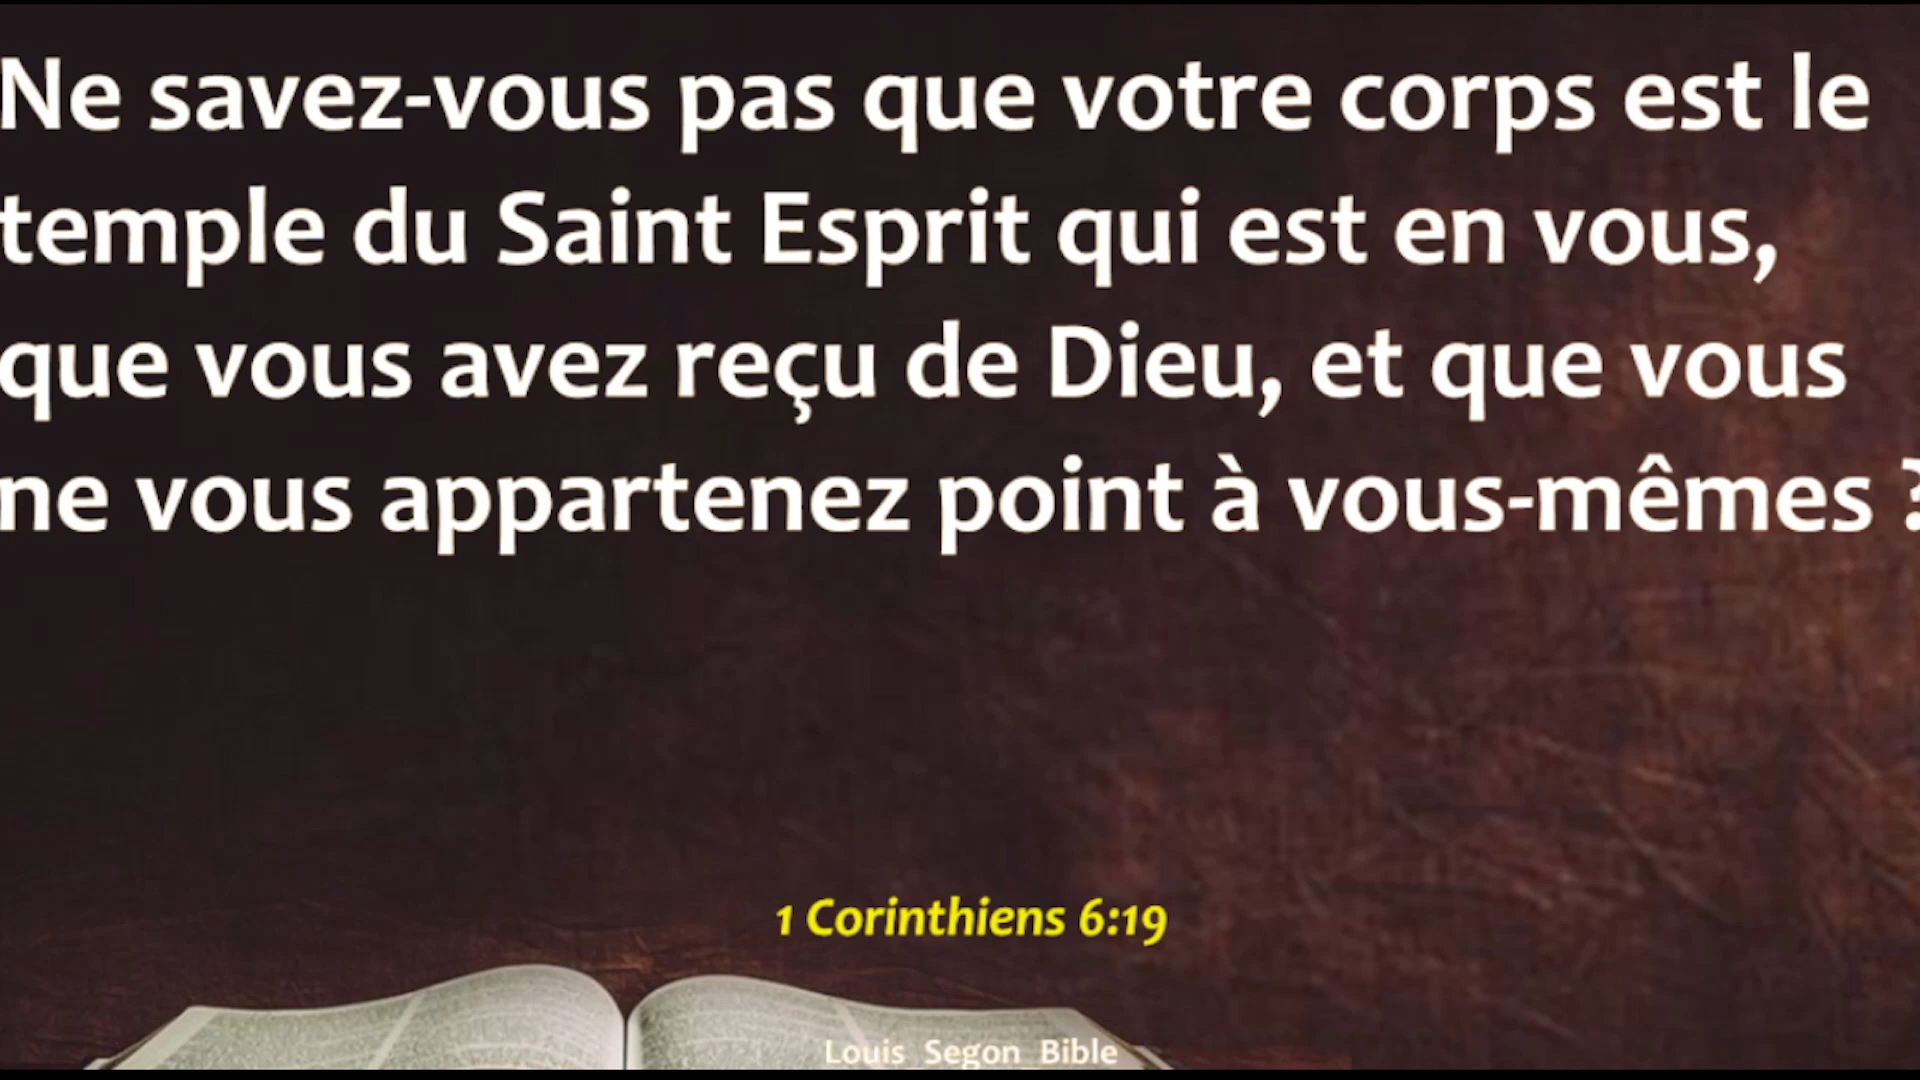 Ne savez-vous pas que votre corps est le
temple du Saint Esprit qui est en vous,
que vous avez reçu de Dieu, et que vous
ne vous appartenez point à vous-mêmes ?
1 Corinthiens 6:19
Louis Segon Bible